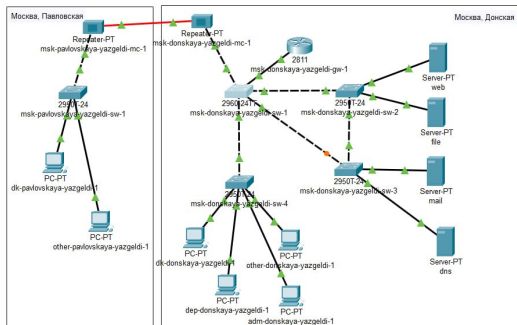 Москва, Павловская
Repeater-PT
msk-pavlovskaya-yazgeldi-mc-1
2950T-24
msk-pavlovskaya-yazgeldi-sw-1
PC-PT
dk-pavlovskaya-yazgeldi-1
PC-PT
other-pavlovskaya-yazgeldi-1
Москва, Донская
Repeater-PT
msk-donskaya-yazgeldi-mc-1
2811
msk-donskaya-yazgeldi-gw-1
2960-24TT
msk-donskaya-yazgeldi-sw-1
2950T-24
msk-donskaya-yazgeldi-sw-2
Server-PT
web
Server-PT
file
2950T-24
msk-donskaya-yazgeldi-sw-3
Server-PT
mail
Server-PT
dns
2950T-24
msk-donskaya-yazgeldi-sw-4
PC-PT
dk-donskaya-yazgeldi-1
PC-PT
other-donskaya-yazgeldi-1
PC-PT
dep-donskaya-yazgeldi-1
PC-PT
adm-donskaya-yazgeldi-1